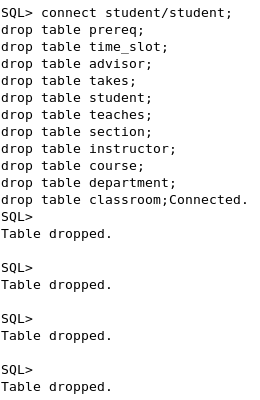 SQL> connect student/student;
drop table prereq;
drop table time_slot;
drop table advisor;
drop table takes;
drop table student;
drop table teaches;
drop table section;
drop table instructor;
drop table course;
drop table department;
drop table classroom;Connected.
SQL>
Table dropped.
SQL>
Table dropped.
SQL>
Table dropped.
SQL>
Table dropped.